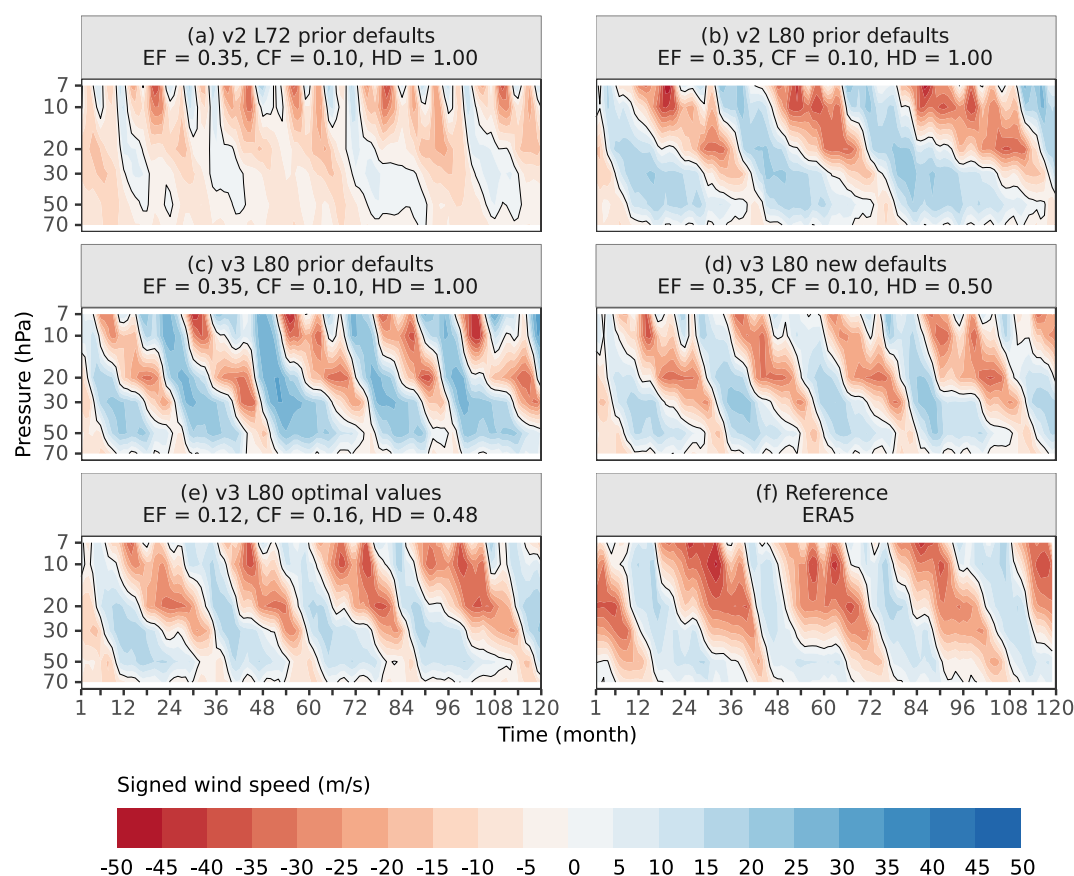 (a) v2 L72 prior defaults
EF = 0.35, CF = 0.10, HD = 1.00
(b) v2 L80 prior defaults
EF = 0.35, CF = 0.10, HD = 1.00
7
10
20
30
50
70
(c) v3 L80 prior defaults
EF = 0.35, CF = 0.10, HD = 1.00
(d) v3 L80 new defaults
EF = 0.35, CF = 0.10, HD = 0.50
Pressure (hPa)
7
10
20
30
50
70
(e) v3 L80 optimal values
EF = 0.12, CF = 0.16, HD = 0.48
(f) Reference
ERA5
7
10
20
30
50
70
1 12 24 36 48 60 72 84 96 108 120
1 12 24 36 48 60 72 84 96 108 120
Time (month)
Signed wind speed (m/s)
-50 -45 -40 -35 -30 -25 -20 -15 -10 -5 0 5 10 15 20 25 30 35 40 45 50